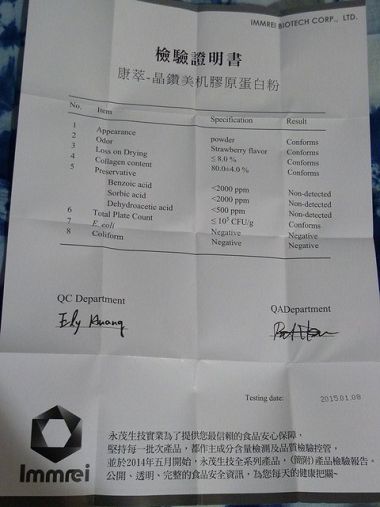 IMMREI BIOTECH CORP., LTD.
檢驗證明書
康萃-晶鑽美机膠原蛋白粉
No. Item Specification Result
1 Appearance powder Conforms
2 Odor Strawberry flavor Conforms
3 Loss on Drying ≤ 8.0 % Conforms
4 Collagen content 80.0±4.0 % Conforms
5 Preservative
Benzoic acid <2000 ppm Non-detected
Sorbic acid <2000 ppm Non-detected
Dehydroacetic acid <500 ppm Non-detected
6 Total Plate Count ≤ 10⁵ CFU/g Conforms
7 E.coli Negative Negative
8 Coliform Negative Negative
QC Department QADepartment
Ely Huang
Testing date: 2015.01.08
永茂生技實業為了提供您最信賴的食品安心保障,
堅持每一批次產品, 都作主成分含量檢測及品質檢驗控管,
並於2014年五月開始, 永茂生技全系列產品, (簡附)產品檢驗報告。
公開、透明、完整的食品安全資訊, 為您每天的健康把關~
Immrei